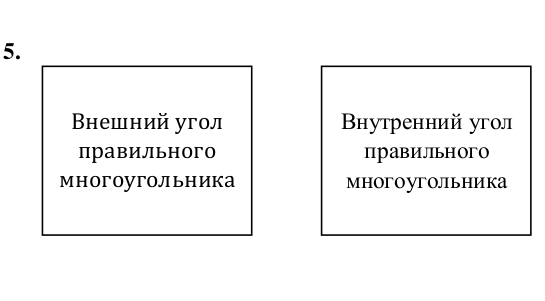 5.
Внешний угол
правильного
многоугольника
Внутренний угол
правильного
многоугольника